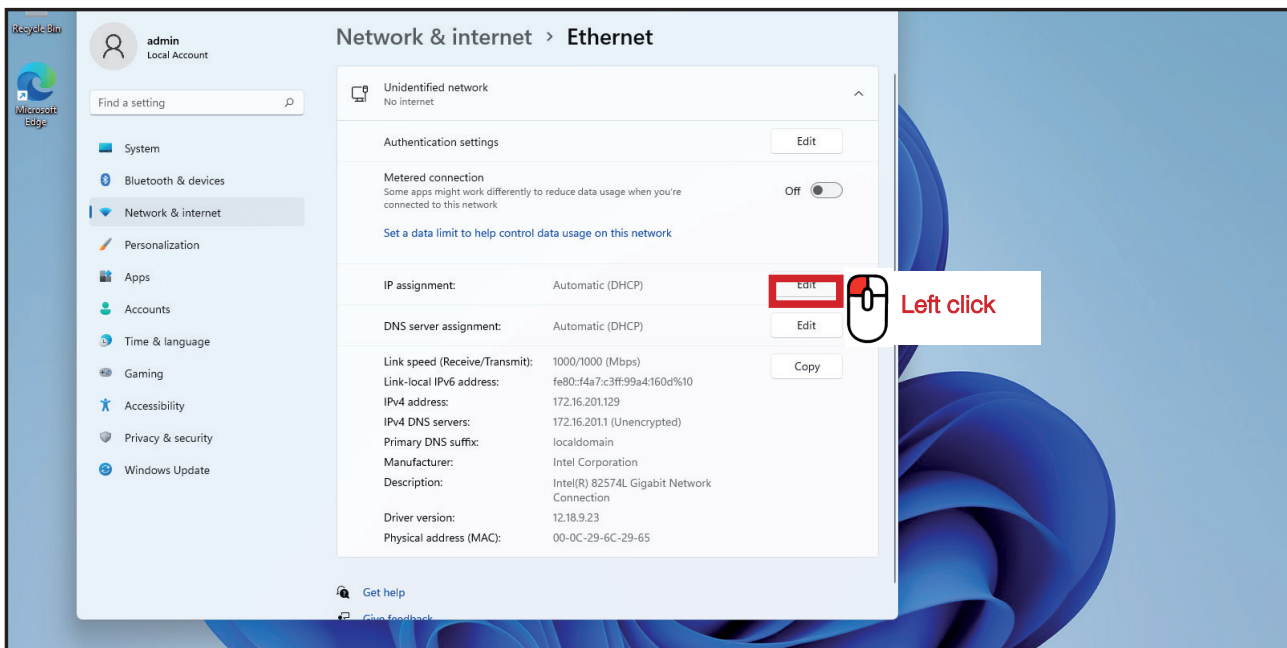 Recycle Bin
Microsoft
Edge
admin
Local Account
Find a setting
System
Bluetooth & devices
Network & internet
Personalization
Apps
Accounts
Time & language
Gaming
Accessibility
Privacy & security
Windows Update
Network & internet > Ethernet
Unidentified network
No internet
Authentication settings Edit
Metered connection
Some apps might work differently to reduce data usage when you're
connected to this network
Off
Set a data limit to help control data usage on this network
IP assignment: Automatic (DHCP) Edit
Left click
DNS server assignment: Automatic (DHCP) Edit
Link speed (Receive/Transmit): 1000/1000 (Mbps) Copy
Link-local IPv6 address: fe80::f4a7:c3ff:99a4:160d%10
IPv4 address: 172.16.201.129
IPv4 DNS servers: 172.16.201.1 (Unencrypted)
Primary DNS suffix: localdomain
Manufacturer: Intel Corporation
Description: Intel(R) 82574L Gigabit Network
Connection
Driver version: 12.18.9.23
Physical address (MAC): 00-0C-29-6C-29-65
Get help
Give feedback